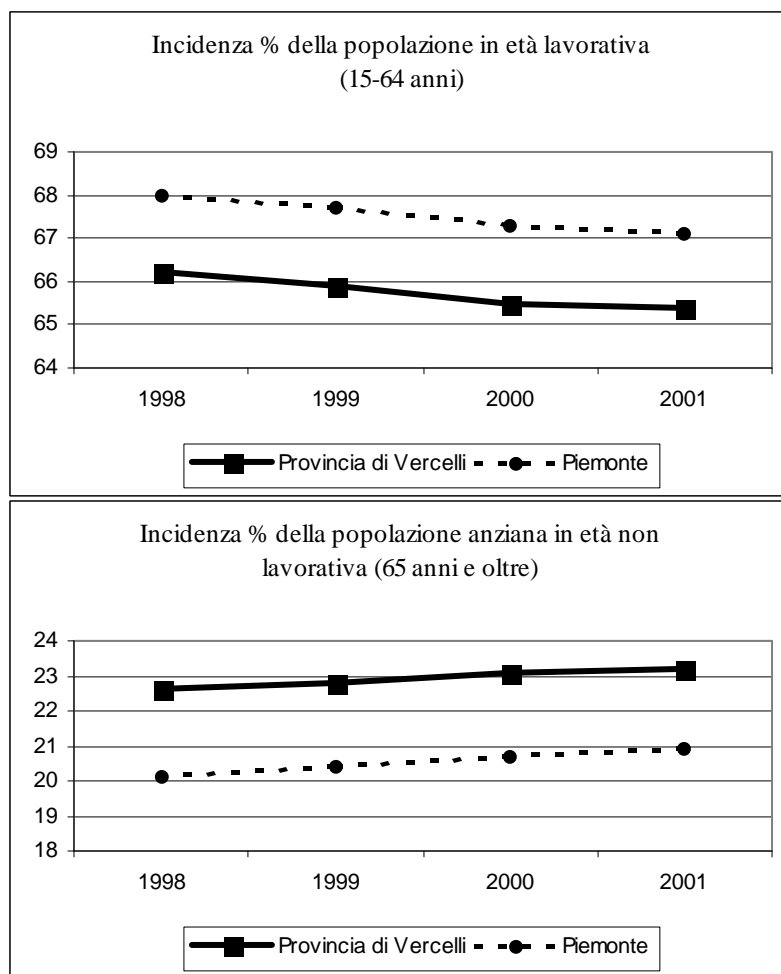 Incidenza % della popolazione in età lavorativa
(15-64 anni)
69
68
67
66
65
64
1998 1999 2000 2001
Provincia di Vercelli Piemonte
Incidenza % della popolazione anziana in età non
lavorativa (65 anni e oltre)
24
23
22
21
20
19
18
1998 1999 2000 2001
Provincia di Vercelli Piemonte